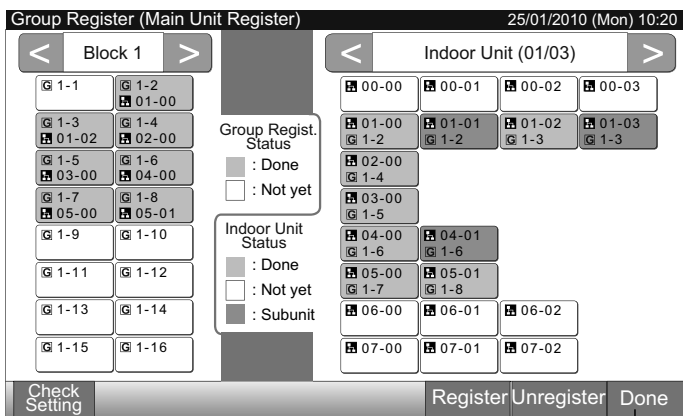 Group Register (Main Unit Register) 25/01/2010 (Mon) 10:20
< Block 1 >
< Indoor Unit (01/03) >
G 1-1
G 1-2
01-00
G 1-3
01-02
G 1-4
02-00
G 1-5
03-00
G 1-6
04-00
G 1-7
05-00
G 1-8
05-01
G 1-9
G 1-10
G 1-11
G 1-12
G 1-13
G 1-14
G 1-15
G 1-16
Group Regist.
Status
: Done
: Not yet
Indoor Unit
Status
: Done
: Not yet
: Subunit
00-00
00-01
00-02
00-03
01-00
G 1-2
01-01
G 1-2
01-02
G 1-3
01-03
G 1-3
02-00
G 1-4
03-00
G 1-5
04-00
G 1-6
04-01
G 1-6
05-00
G 1-7
05-01
G 1-8
06-00
06-01
06-02
07-00
07-01
07-02
Check
Setting
Register
Unregister
Done